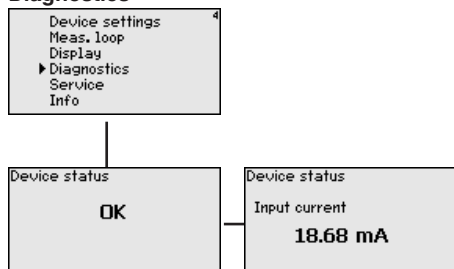 Diagnostics
Device settings
4
Meas. loop
Display
Diagnostics
Service
Info
Device status
OK
Device status
Input current
18.68 mA